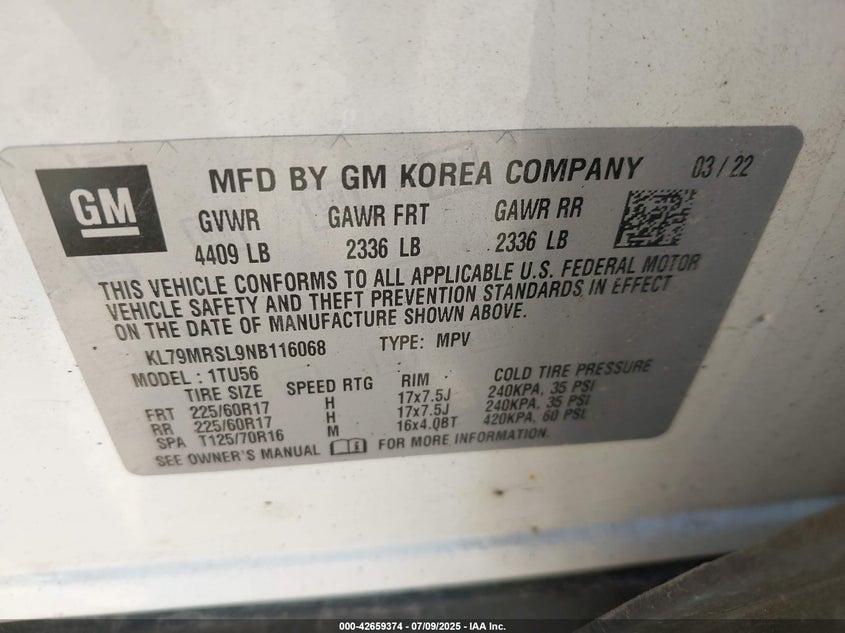 GM
MFD BY GM KOREA COMPANY 03 / 22
GVWR GAWR FRT GAWR RR
4409 LB 2336 LB 2336 LB
THIS VEHICLE CONFORMS TO ALL APPLICABLE U.S. FEDERAL MOTOR
VEHICLE SAFETY AND THEFT PREVENTION STANDARDS IN EFFECT
ON THE DATE OF MANUFACTURE SHOWN ABOVE.
KL79MRSL9NB116068 TYPE: MPV
MODEL : 1TU56
TIRE SIZE SPEED RTG RIM COLD TIRE PRESSURE
FRT 225/60R17 H 17x7.5J 240KPA, 35 PSI
RR 225/60R17 H 17x7.5J 240KPA, 35 PSI
SPA T125/70R16 M 16x4.0BT 420KPA, 60 PSI
SEE OWNER'S MANUAL FOR MORE INFORMATION.
000-42659374 | 07/09/2025 - IAA Inc.